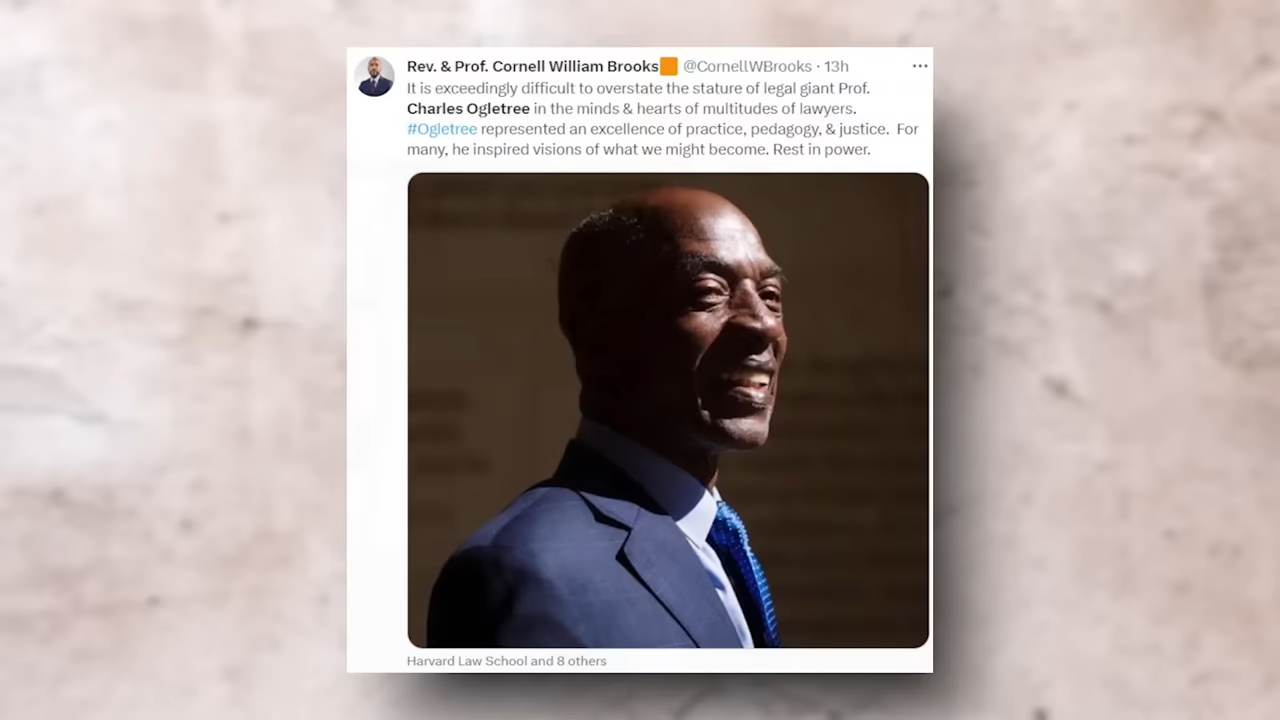 Rev. & Prof. Cornell William Brooks🟧 @CornellWBrooks · 13h
It is exceedingly difficult to overstate the stature of legal giant Prof.
Charles Ogletree in the minds & hearts of multitudes of lawyers.
#Ogletree represented an excellence of practice, pedagogy, & justice.  For
many, he inspired visions of what we might become. Rest in power.
Harvard Law School and 8 others